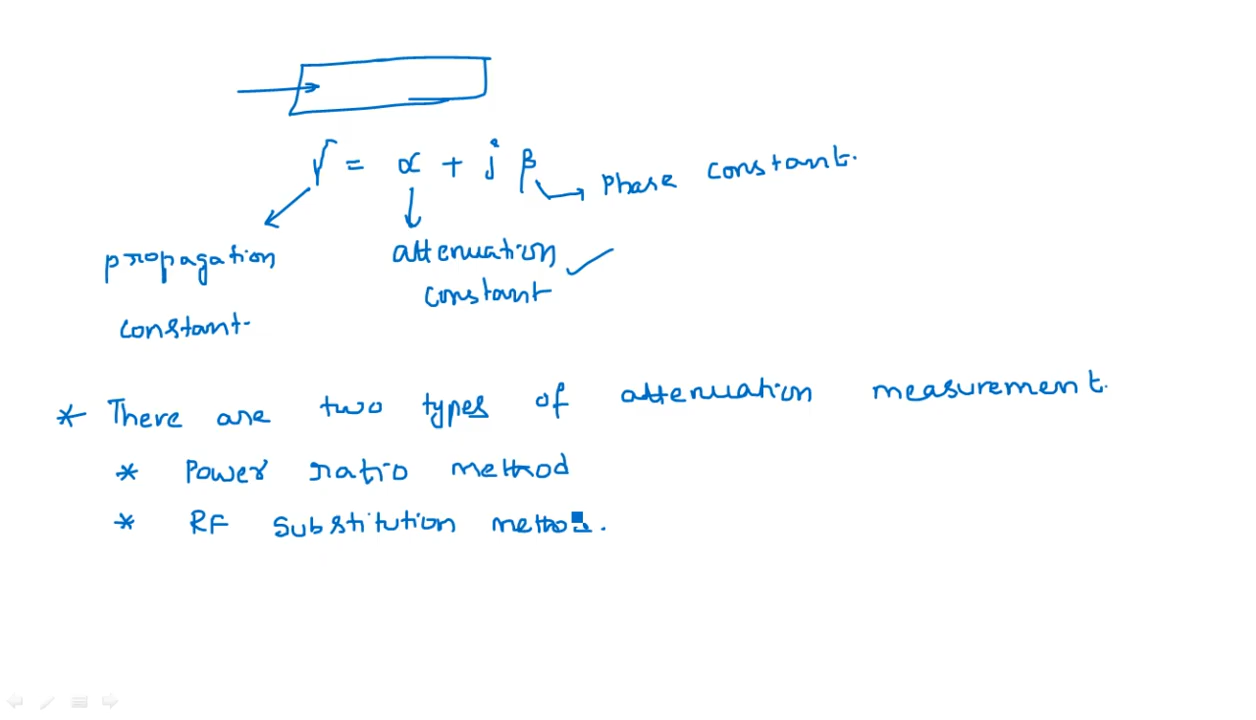 γ = α + j β → Phase constant.
propagation constant.
attenuation constant ✓
* There are two types of attenuation measurement.
* Power ratio method
* RF substitution method.